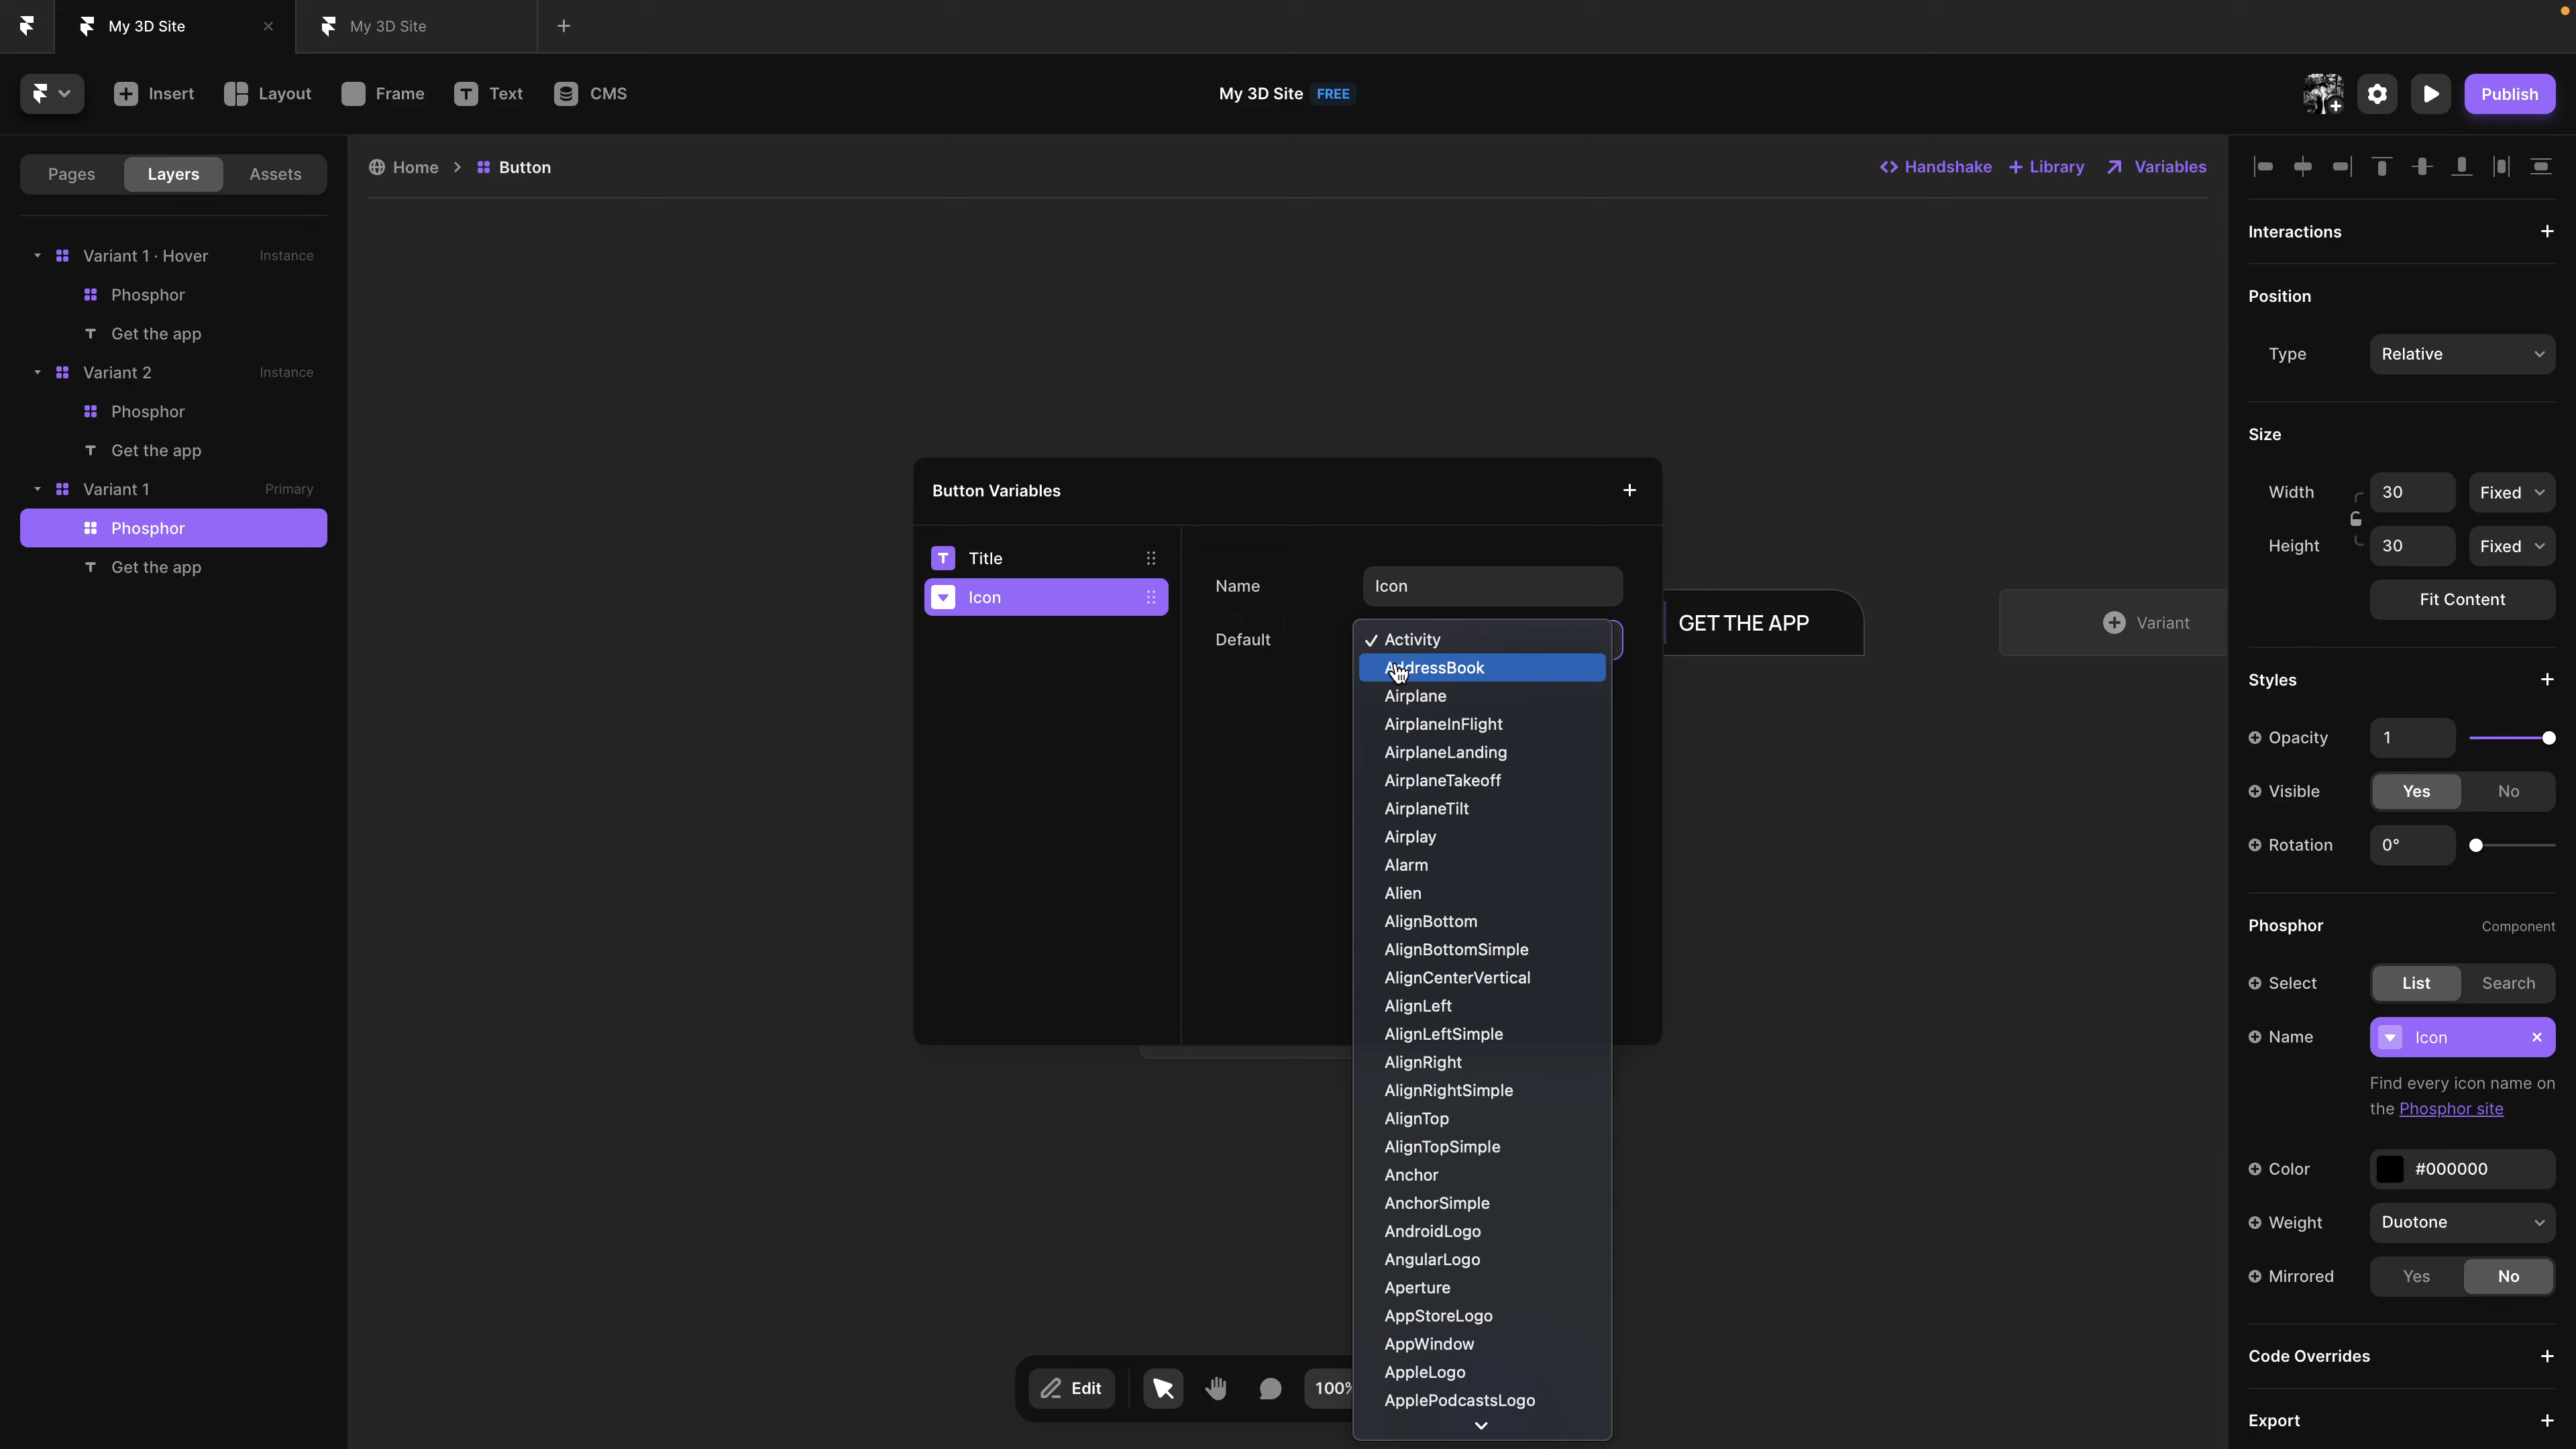 My 3D Site
My 3D Site
Insert
Layout
Frame
Text
CMS
My 3D Site FREE
Publish
Pages
Layers
Assets
Home
Button
Handshake
Library
Variables
Variant 1 · Hover Instance
Phosphor
Get the app
Variant 2 Instance
Phosphor
Get the app
Variant 1 Primary
Phosphor
Get the app
Button Variables
Title
Icon
Name Icon
Default
Activity
AddressBook
Airplane
AirplaneInFlight
AirplaneLanding
AirplaneTakeoff
AirplaneTilt
Airplay
Alarm
Alien
AlignBottom
AlignBottomSimple
AlignCenterVertical
AlignLeft
AlignLeftSimple
AlignRight
AlignRightSimple
AlignTop
AlignTopSimple
Anchor
AnchorSimple
AndroidLogo
AngularLogo
Aperture
AppStoreLogo
AppWindow
AppleLogo
ApplePodcastsLogo
GET THE APP
Variant
Edit
100%
Interactions
Position
Type Relative
Size
Width 30 Fixed
Height 30 Fixed
Fit Content
Styles
Opacity 1
Visible Yes No
Rotation 0°
Phosphor Component
Select List Search
Name Icon
Find every icon name on
the Phosphor site
Color #000000
Weight Duotone
Mirrored Yes No
Code Overrides
Export